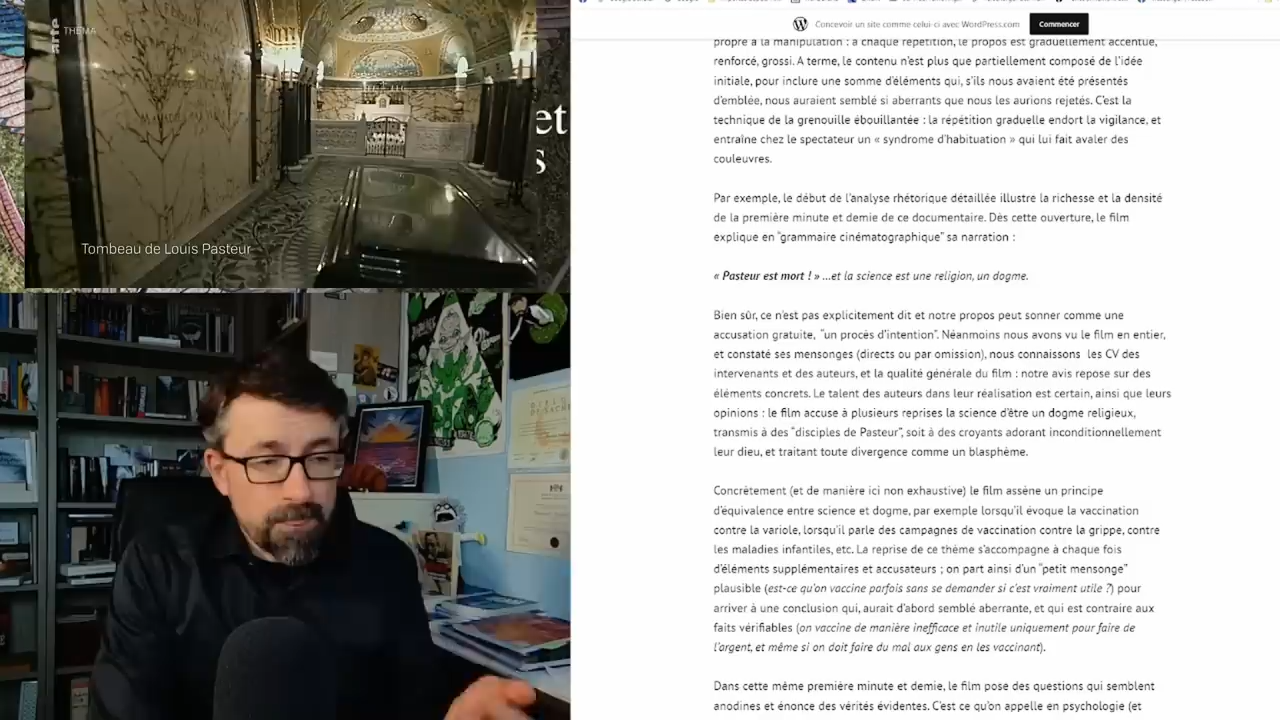 arte THEMA
et
s
Tombeau de Louis Pasteur
Concevoir un site comme celui-ci avec WordPress.com
Commencer
propre à la manipulation : à chaque répétition, le propos est graduellement accentué,
renforcé, grossi. A terme, le contenu n'est plus que partiellement composé de l'idée
initiale, pour inclure une somme d'éléments qui, s'ils nous avaient été présentés
d'emblée, nous auraient semblé si aberrants que nous les aurions rejetés. C'est la
technique de la grenouille ébouillantée : la répétition graduelle endort la vigilance, et
entraîne chez le spectateur un « syndrome d'habituation » qui lui fait avaler des
couleuvres.
Par exemple, le début de l'analyse rhétorique détaillée illustre la richesse et la densité
de la première minute et demie de ce documentaire. Dès cette ouverture, le film
explique en "grammaire cinématographique" sa narration :
« Pasteur est mort ! » …et la science est une religion, un dogme.
Bien sûr, ce n'est pas explicitement dit et notre propos peut sonner comme une
accusation gratuite, "un procès d'intention". Néanmoins nous avons vu le film en entier,
et constaté ses mensonges (directs ou par omission), nous connaissons les CV des
intervenants et des auteurs, et la qualité générale du film : notre avis repose sur des
éléments concrets. Le talent des auteurs dans leur réalisation est certain, ainsi que leurs
opinions : le film accuse à plusieurs reprises la science d'être un dogme religieux,
transmis à des "disciples de Pasteur", soit à des croyants adorant inconditionnellement
leur dieu, et traitant toute divergence comme un blasphème.
Concrètement (et de manière ici non exhaustive) le film assène un principe
d'équivalence entre science et dogme, par exemple lorsqu'il évoque la vaccination
contre la variole, lorsqu'il parle des campagnes de vaccination contre la grippe, contre
les maladies infantiles, etc. La reprise de ce thème s'accompagne à chaque fois
d'éléments supplémentaires et accusateurs ; on part ainsi d'un "petit mensonge"
plausible (est-ce qu'on vaccine parfois sans se demander si c'est vraiment utile ?) pour
arriver à une conclusion qui, aurait d'abord semblé aberrante, et qui est contraire aux
faits vérifiables (on vaccine de manière inefficace et inutile uniquement pour faire de
l'argent, et même si on doit faire du mal aux gens en les vaccinant).
Dans cette même première minute et demie, le film pose des questions qui semblent
anodines et énonce des vérités évidentes. C'est ce qu'on appelle en psychologie (et